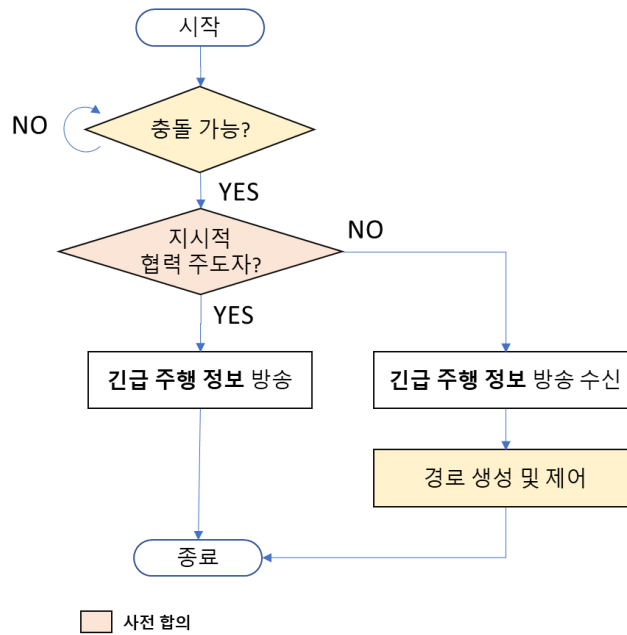 시작
충돌 가능?
NO
YES
지시적
협력 주도자?
NO
YES
긴급 주행 정보 방송
긴급 주행 정보 방송 수신
경로 생성 및 제어
종료
사전 합의